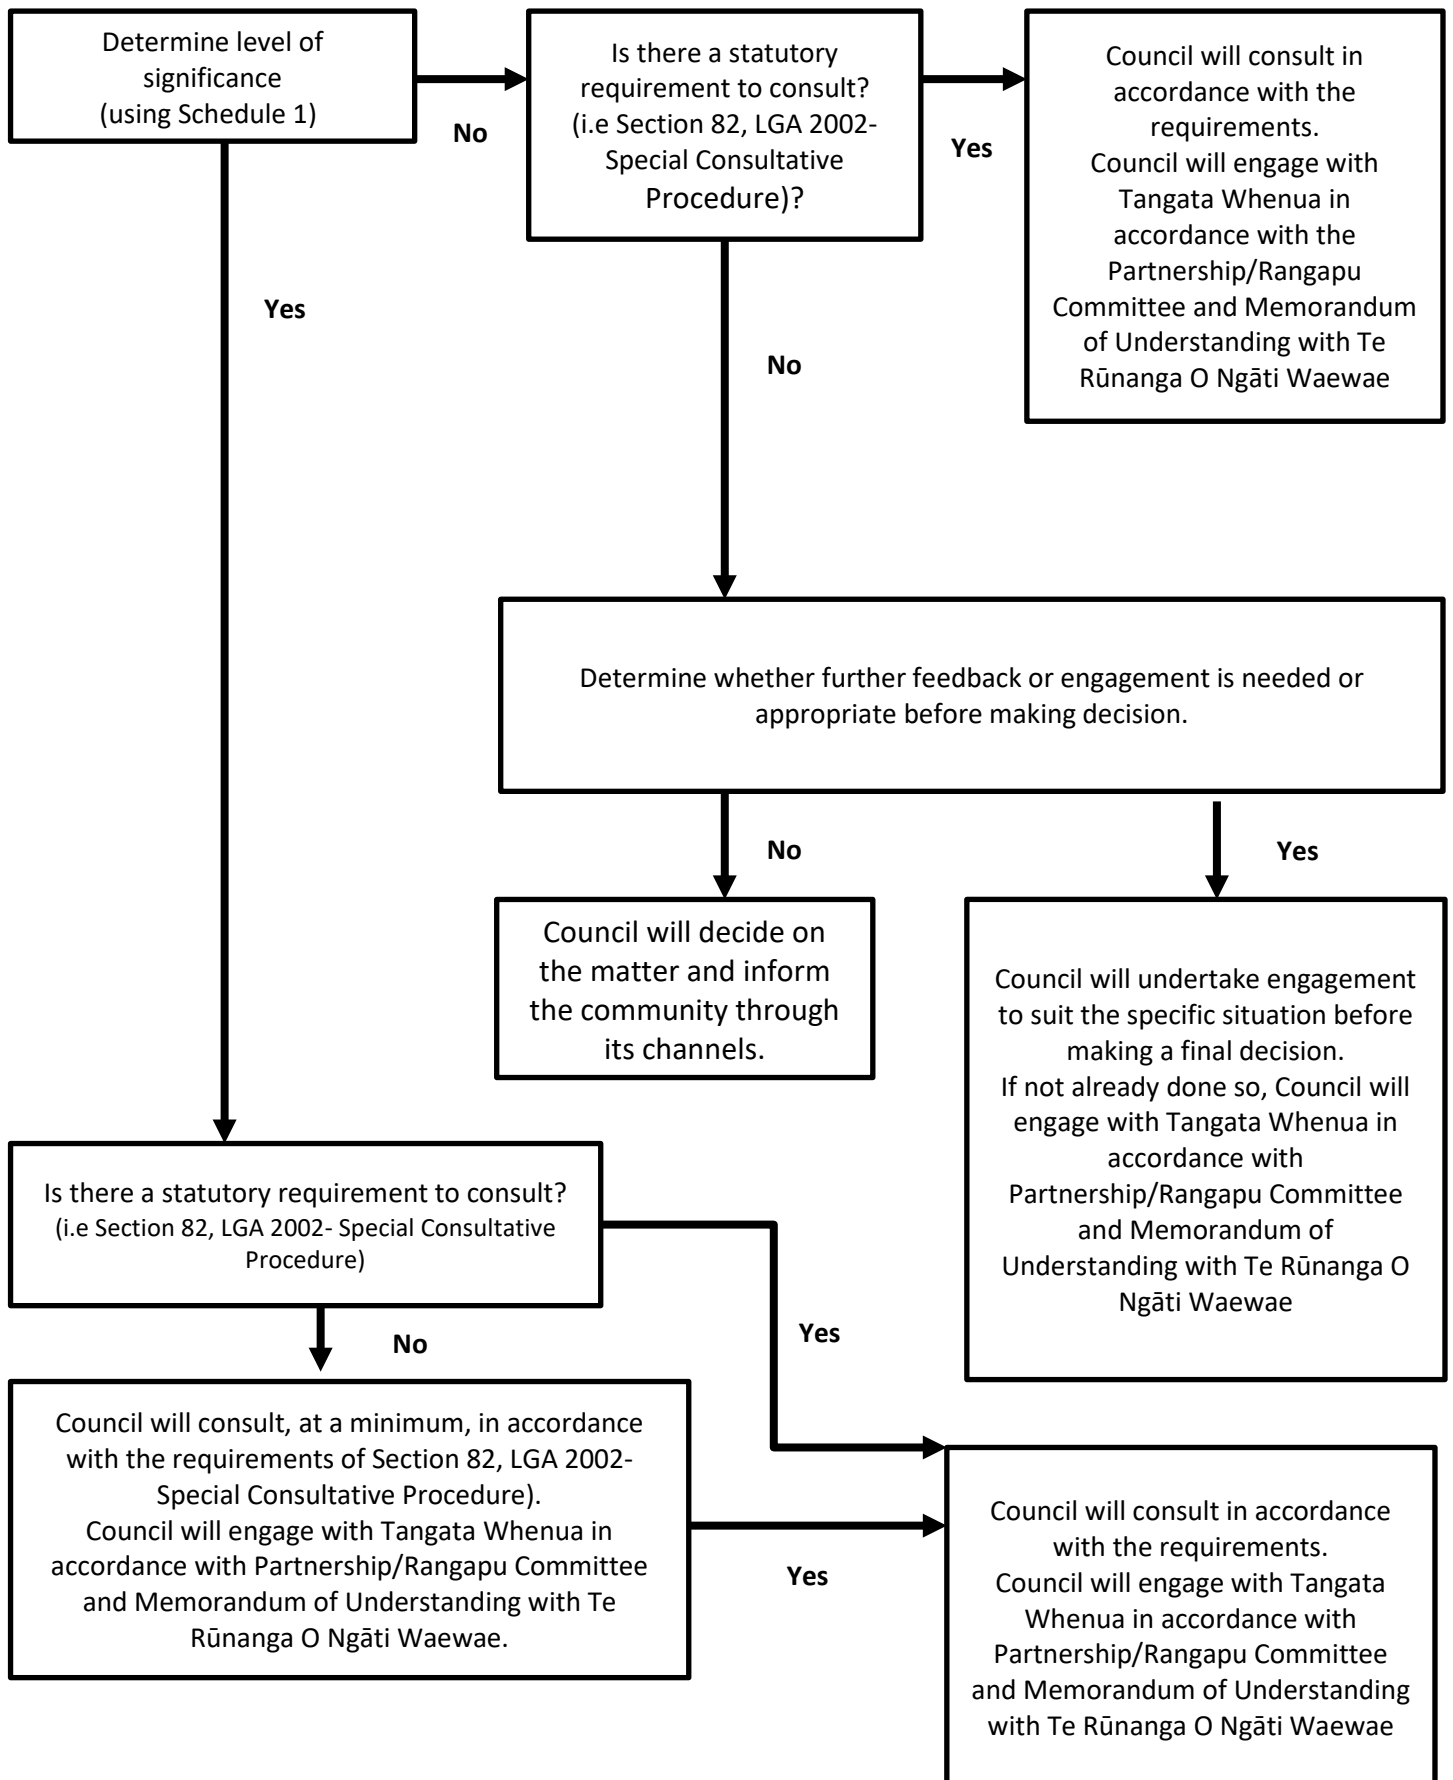 Determine level of
significance
(using Schedule 1)
No
Is there a statutory
requirement to consult?
(i.e Section 82, LGA 2002-
Special Consultative
Procedure)?
Yes
Council will consult in
accordance with the
requirements.
Council will engage with
Tangata Whenua in
accordance with the
Partnership/Rangapu
Committee and Memorandum
of Understanding with Te
Rūnanga O Ngāti Waewae
Yes
No
Determine whether further feedback or engagement is needed or
appropriate before making decision.
No
Yes
Council will decide on
the matter and inform
the community through
its channels.
Council will undertake engagement
to suit the specific situation before
making a final decision.
If not already done so, Council will
engage with Tangata Whenua in
accordance with
Partnership/Rangapu Committee
and Memorandum of
Understanding with Te Rūnanga O
Ngāti Waewae
Is there a statutory requirement to consult?
(i.e Section 82, LGA 2002- Special Consultative
Procedure)
No
Yes
Council will consult, at a minimum, in accordance
with the requirements of Section 82, LGA 2002-
Special Consultative Procedure).
Council will engage with Tangata Whenua in
accordance with Partnership/Rangapu Committee
and Memorandum of Understanding with Te
Rūnanga O Ngāti Waewae.
Yes
Council will consult in accordance
with the requirements.
Council will engage with Tangata
Whenua in accordance with
Partnership/Rangapu Committee
and Memorandum of Understanding
with Te Rūnanga O Ngāti Waewae